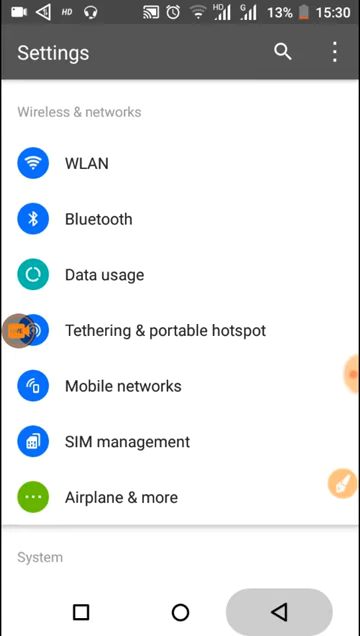 HD HD G 13% 15:30
Settings
Wireless & networks
WLAN
Bluetooth
Data usage
Tethering & portable hotspot
Mobile networks
SIM management
Airplane & more
System